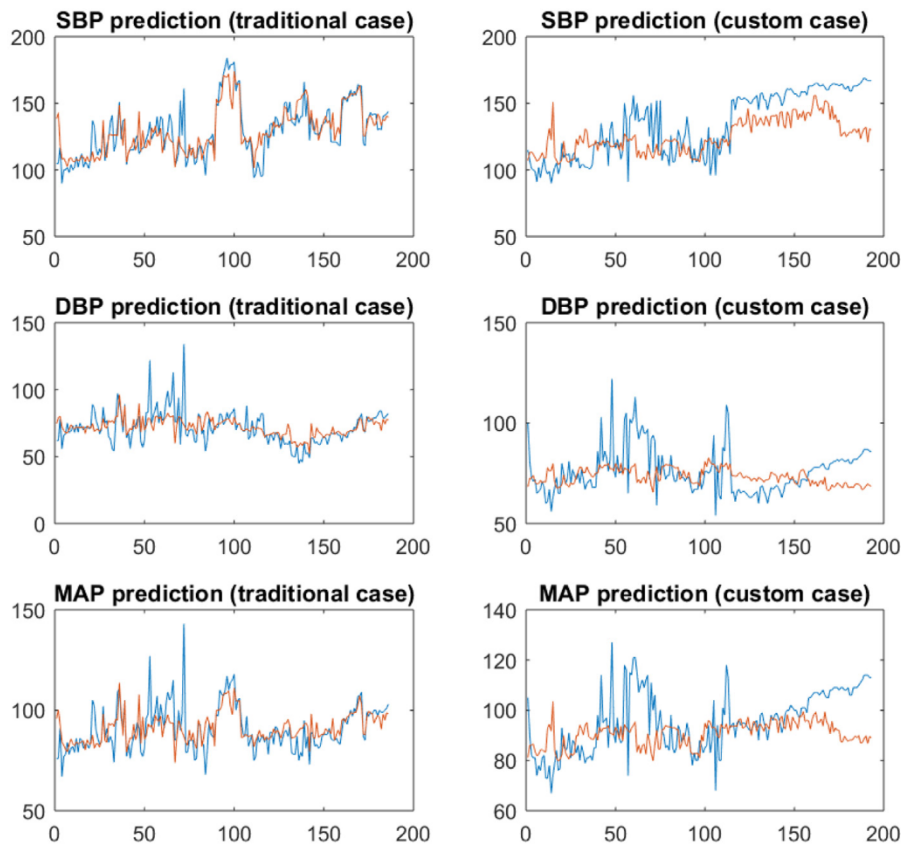 SBP prediction (traditional case)
200
150
100
50
0 50 100 150 200
SBP prediction (custom case)
200
150
100
50
0 50 100 150 200
DBP prediction (traditional case)
150
100
50
0
0 50 100 150 200
DBP prediction (custom case)
150
100
50
0 50 100 150 200
MAP prediction (traditional case)
150
100
50
0 50 100 150 200
MAP prediction (custom case)
140
120
100
80
60
0 50 100 150 200